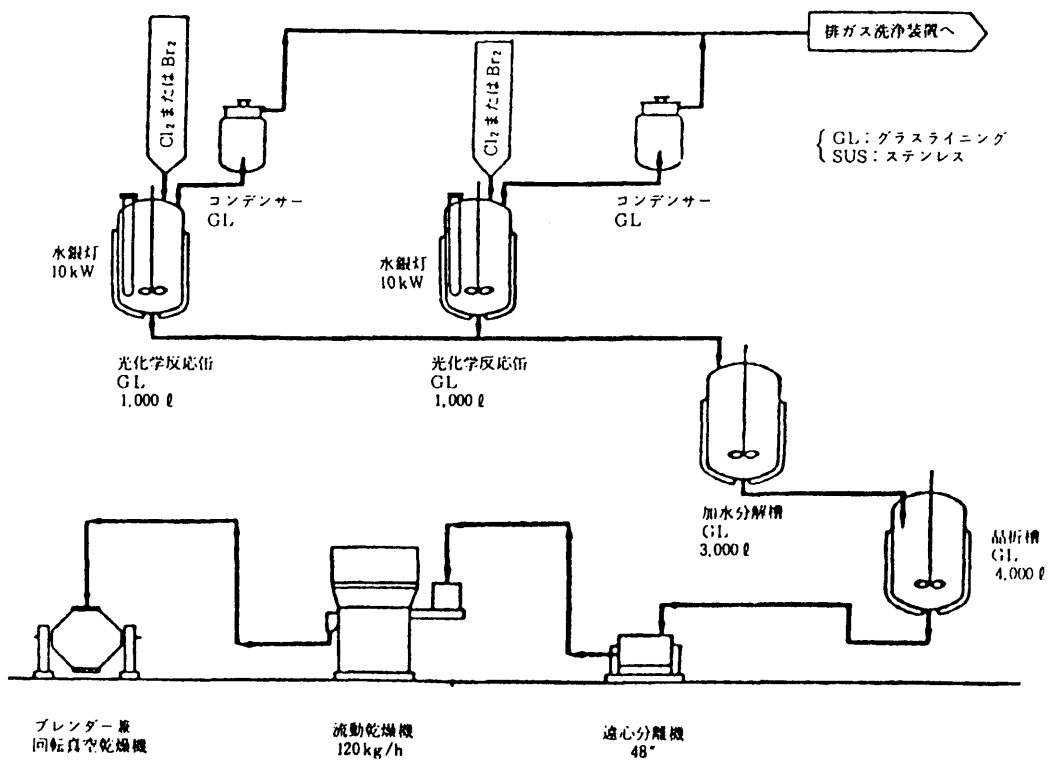 排ガス洗浄装置へ
Cl₂またはBr₂
Cl₂またはBr₂
GL：グラスライニング
SUS：ステンレス
コンデンサー
GL
コンデンサー
GL
水銀灯
10kW
水銀灯
10kW
光化学反応缶
GL
1,000ℓ
光化学反応缶
GL
1,000ℓ
加水分解槽
GL
3,000ℓ
晶析槽
GL
4,000ℓ
ブレンダー兼
回転真空乾燥機
流動乾燥機
120kg/h
遠心分離機
48"